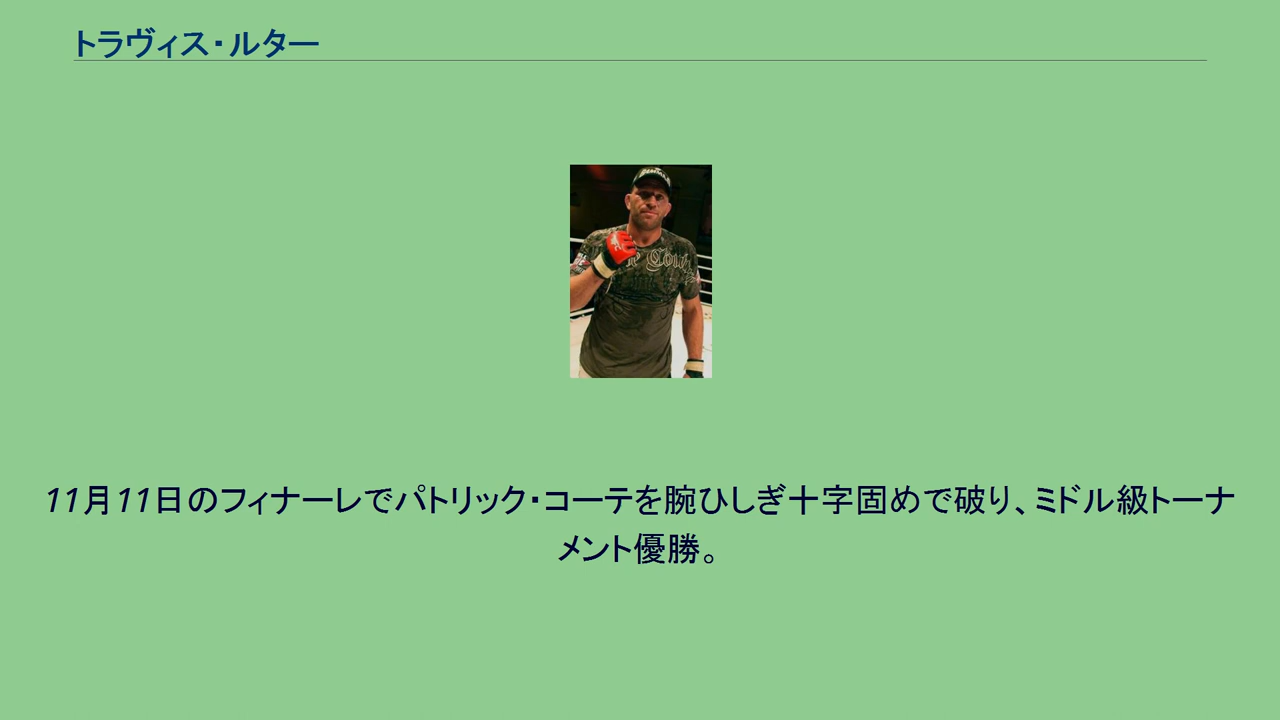 トラヴィス・ルター
11月11日のフィナーレでパトリック・コーテを腕ひしぎ十字固めで破り、ミドル級トーナ
メント優勝。